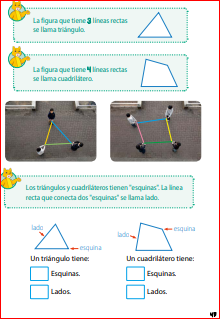 La figura que tiene 3 líneas rectas
se llama triángulo.
La figura que tiene 4 líneas rectas
se llama cuadrilátero.
Los triángulos y cuadriláteros tienen "esquinas". La línea
recta que conecta dos "esquinas" se llama lado.
lado
esquina
lado
esquina
Un triángulo tiene:
Esquinas.
Lados.
Un cuadrilátero tiene:
Esquinas.
Lados.